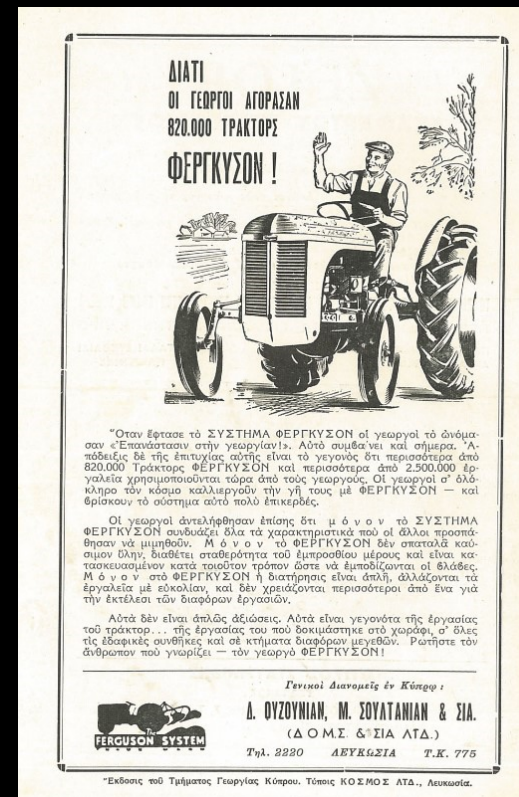 ΔΙΑΤΙ
ΟΙ ΓΕΩΡΓΟΙ ΑΓΟΡΑΣΑΝ
820.000 ΤΡΑΚΤΟΡΣ
ΦΕΡΓΚΥΣΟΝ !
Ὅταν ἔφτασε τὸ ΣΥΣΤΗΜΑ ΦΕΡΓΚΥΣΟΝ οἱ γεωργοὶ τὸ ὠνόμα-
σαν «Ἐπανάστασιν στὴν γεωργίαν!». Αὐτὸ συμβα΄νει καὶ σήμερα. Ἀ-
πόδειξις δὲ τῆς ἐπιτυχίας αὐτῆς εἶναι τὸ γεγονὸς ὅτι περισσότερα ἀπὸ
820.000 Τράκτορς ΦΕΡΓΚΥΣΟΝ καὶ περισσότερα ἀπὸ 2.500.000 ἐρ-
γαλεῖα χρησιμοποιοῦνται τώρα ἀπὸ τοὺς γεωργούς. Οἱ γεωργοὶ σ' ὁλό-
κληρο τὸν κόσμο καλλιεργοῦν τὴν γῆ τους μὲ ΦΕΡΓΚΥΣΟΝ — καὶ
βρίσκουν τὸ σύστημα αὐτὸ πολὺ ἐπικερδές.
Οἱ γεωργοὶ ἀντελήφθησαν ἐπίσης ὅτι μόνον τὸ ΣΥΣΤΗΜΑ
ΦΕΡΓΚΥΣΟΝ συνδυάζει ὅλα τὰ χαρακτηριστικὰ ποὺ οἱ ἄλλοι προσπά-
θησαν νὰ μιμηθοῦν. Μόνον τὸ ΦΕΡΓΚΥΣΟΝ δὲν σπαταλᾶ καύ-
σιμον ὕλην, διαθέτει σταθερότητα τοῦ ἐμπροσθίου μέρους καὶ εἶναι κα-
τασκευασμένον κατὰ τοιοῦτον τρόπον ὥστε νὰ ἐμποδίζωνται οἱ βλάβες.
Μόνον στὸ ΦΕΡΓΚΥΣΟΝ ἡ διατήρησις εἶναι ἁπλῆ, ἀλλάζονται τὰ
ἐργαλεῖα μὲ εὐκολίαν, καὶ δὲν χρειάζονται περισσότεροι ἀπὸ ἕνα γιὰ
τὴν ἐκτέλεσι τῶν διαφόρων ἐργασιῶν.
Αὐτὰ δὲν εἶναι ἁπλῶς ἀξιώσεις. Αὐτὰ εἶναι γεγονότα τῆς ἐργασίας
τοῦ τράκτορ... τῆς ἐργασίας του ποὺ δοκιμάστηκε στὸ χωράφι, σ' ὅλες
τὶς ἐδαφικὲς συνθῆκες καὶ σὲ κτήματα διαφόρων μεγεθῶν. Ρωτῆστε τὸν
ἄνθρωπον ποὺ γνωρίζει — τὸν γεωργὸ ΦΕΡΓΚΥΣΟΝ!
Γενικοὶ Διανομεῖς ἐν Κύπρῳ :
Δ. ΟΥΖΟΥΝΙΑΝ, Μ. ΣΟΥΛΤΑΝΙΑΝ & ΣΙΑ.
(Δ Ο Μ Σ & ΣΙΑ ΛΤΔ.)
Τηλ. 2220 ΛΕΥΚΩΣΙΑ Τ.Κ. 775
The
FERGUSON SYSTEM
Ἔκδοσις τοῦ Τμήματος Γεωργίας Κύπρου. Τύποις ΚΟΣΜΟΣ ΛΤΔ., Λευκωσία.